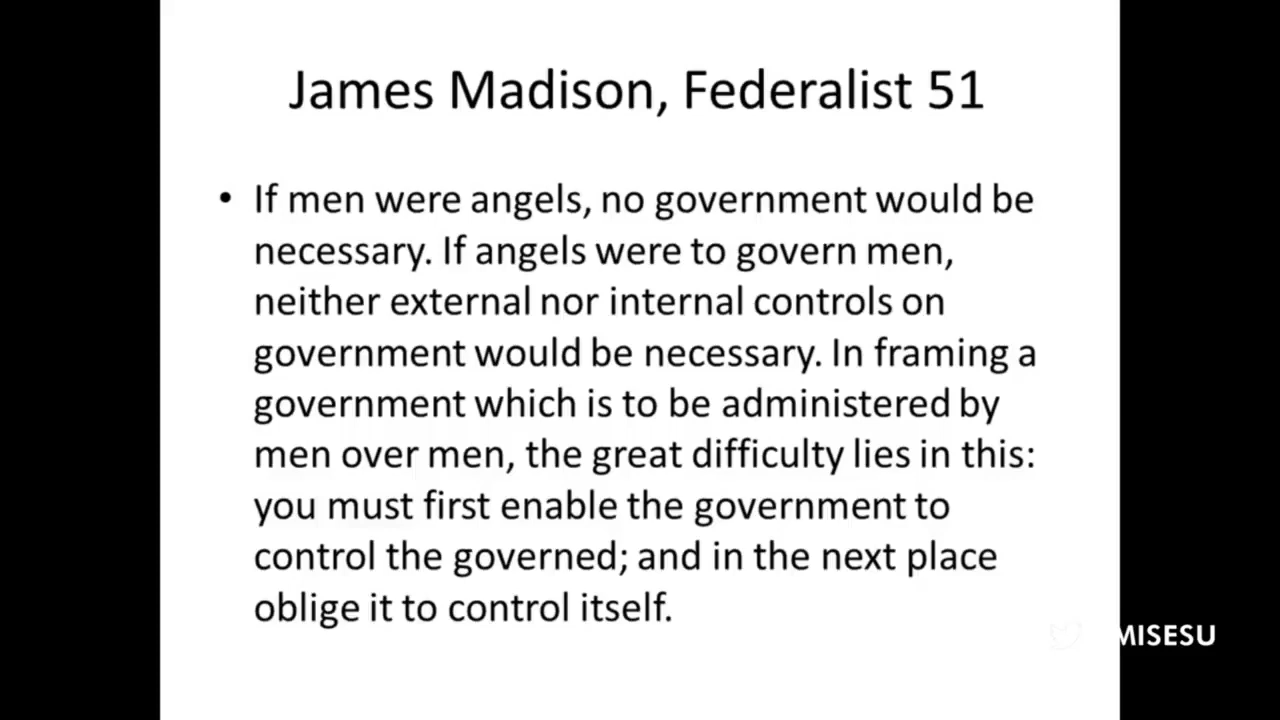 James Madison, Federalist 51
• If men were angels, no government would be
necessary. If angels were to govern men,
neither external nor internal controls on
government would be necessary. In framing a
government which is to be administered by
men over men, the great difficulty lies in this:
you must first enable the government to
control the governed; and in the next place
oblige it to control itself.
MISESU